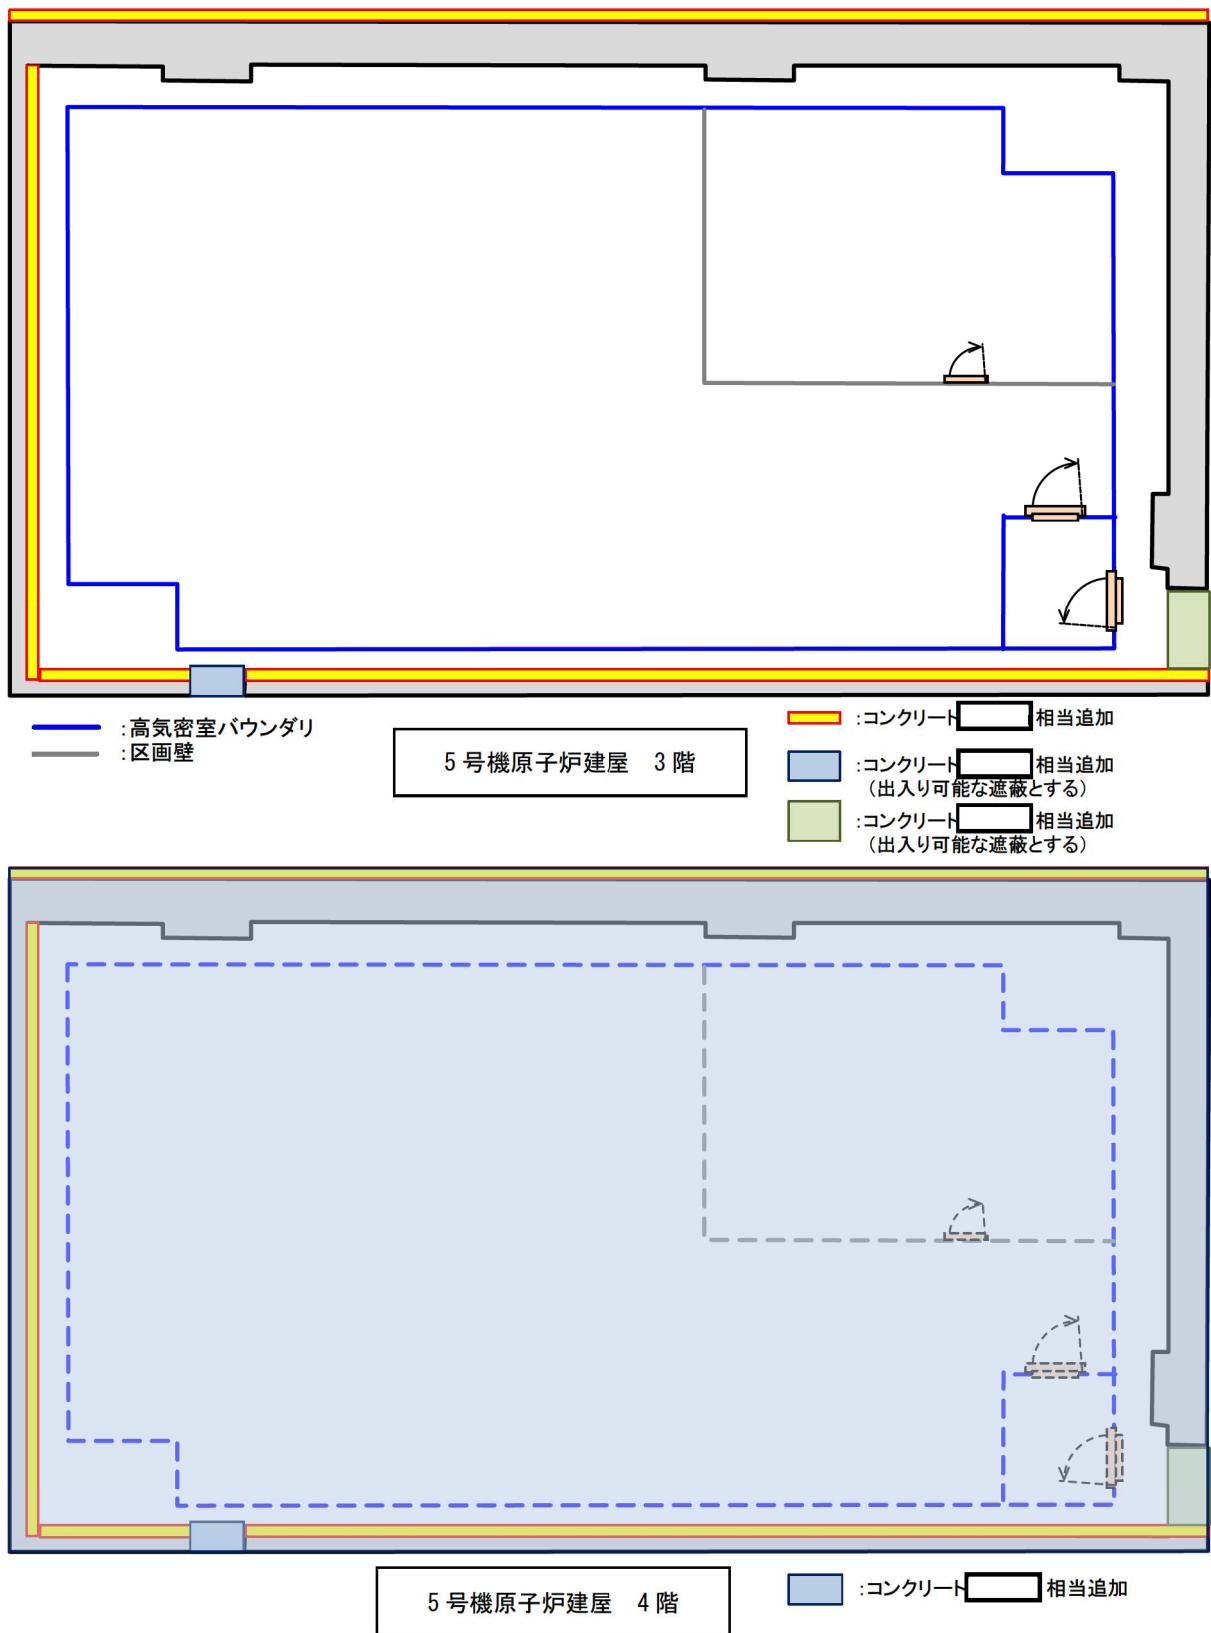 :高気密室バウンダリ
:区画壁
5号機原子炉建屋　3階
:コンクリート 相当追加
:コンクリート 相当追加
(出入り可能な遮蔽とする)
:コンクリート 相当追加
(出入り可能な遮蔽とする)
5号機原子炉建屋　4階
:コンクリート 相当追加